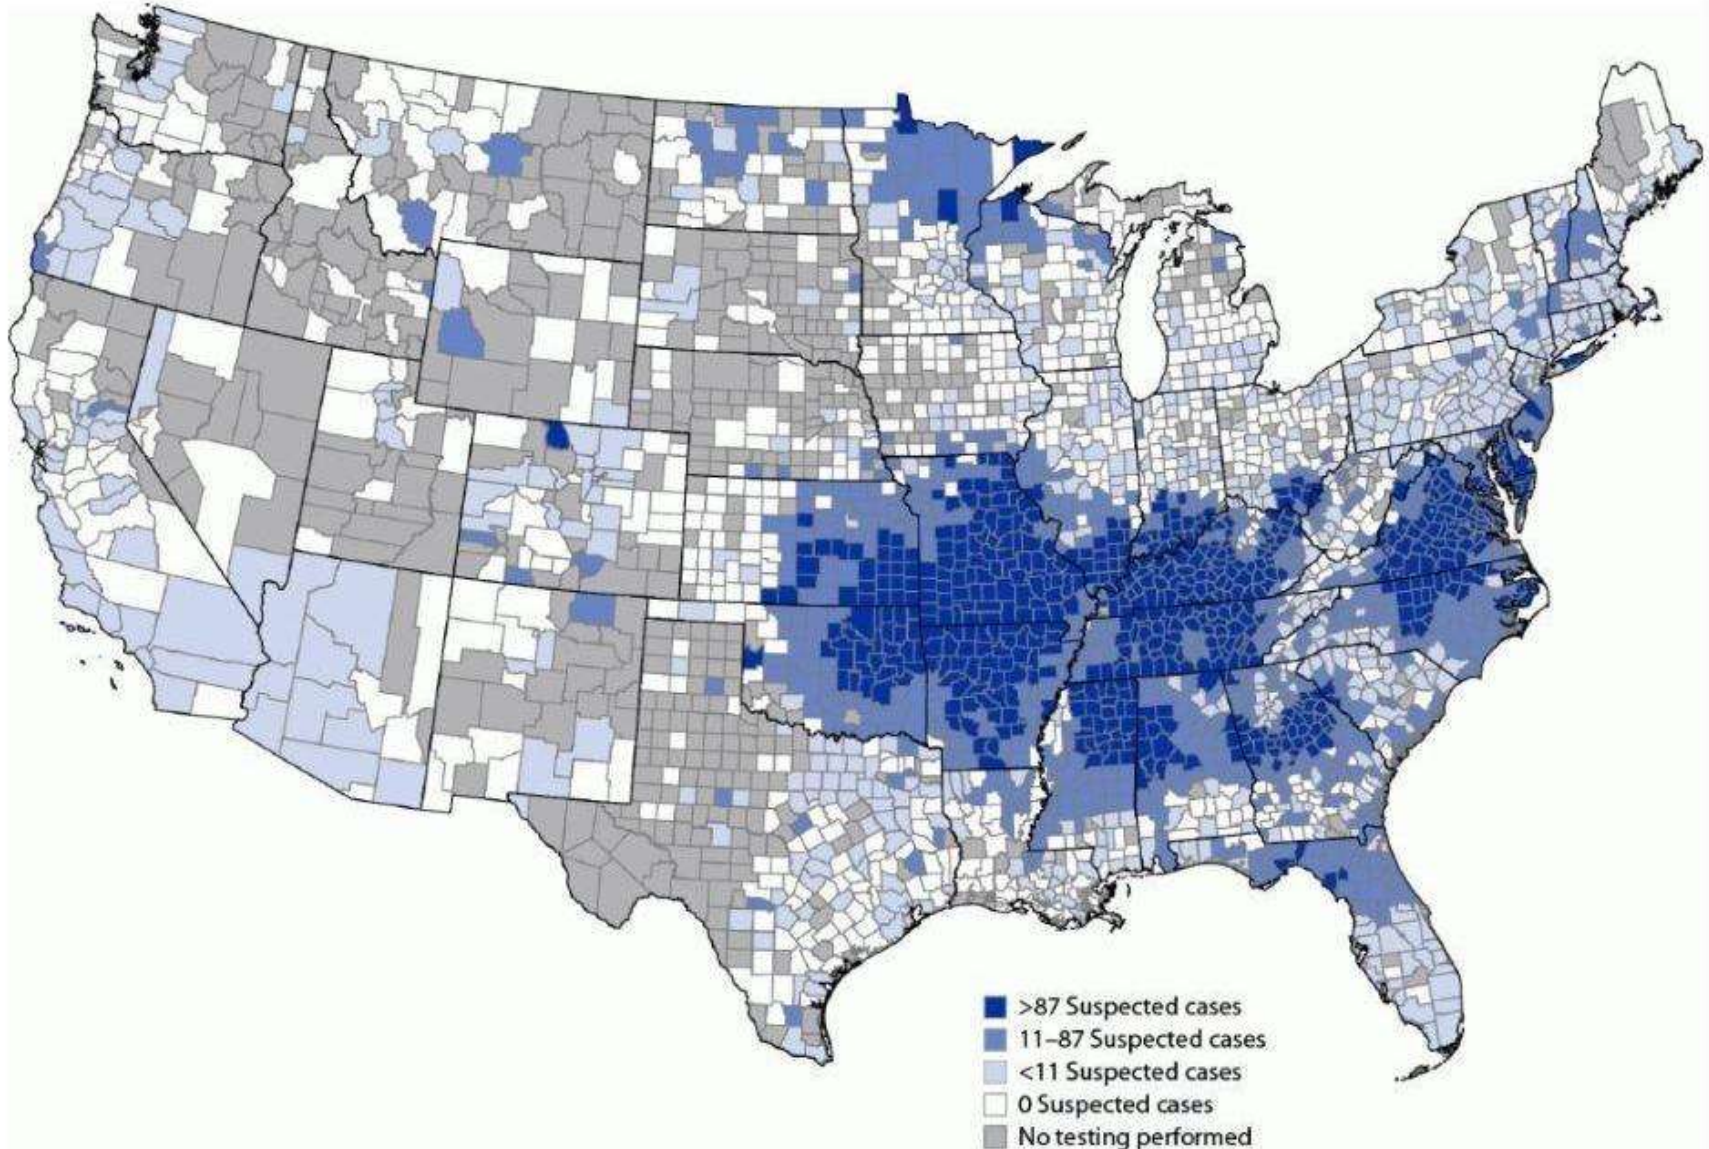 >87 Suspected cases
11–87 Suspected cases
<11 Suspected cases
0 Suspected cases
No testing performed